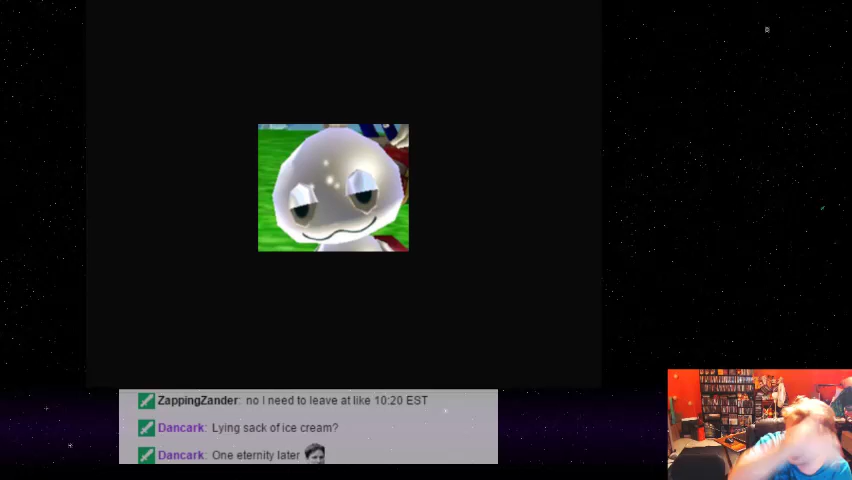 ZappingZander: no I need to leave at like 10:20 EST
Dancark: Lying sack of ice cream?
Dancark: One eternity later